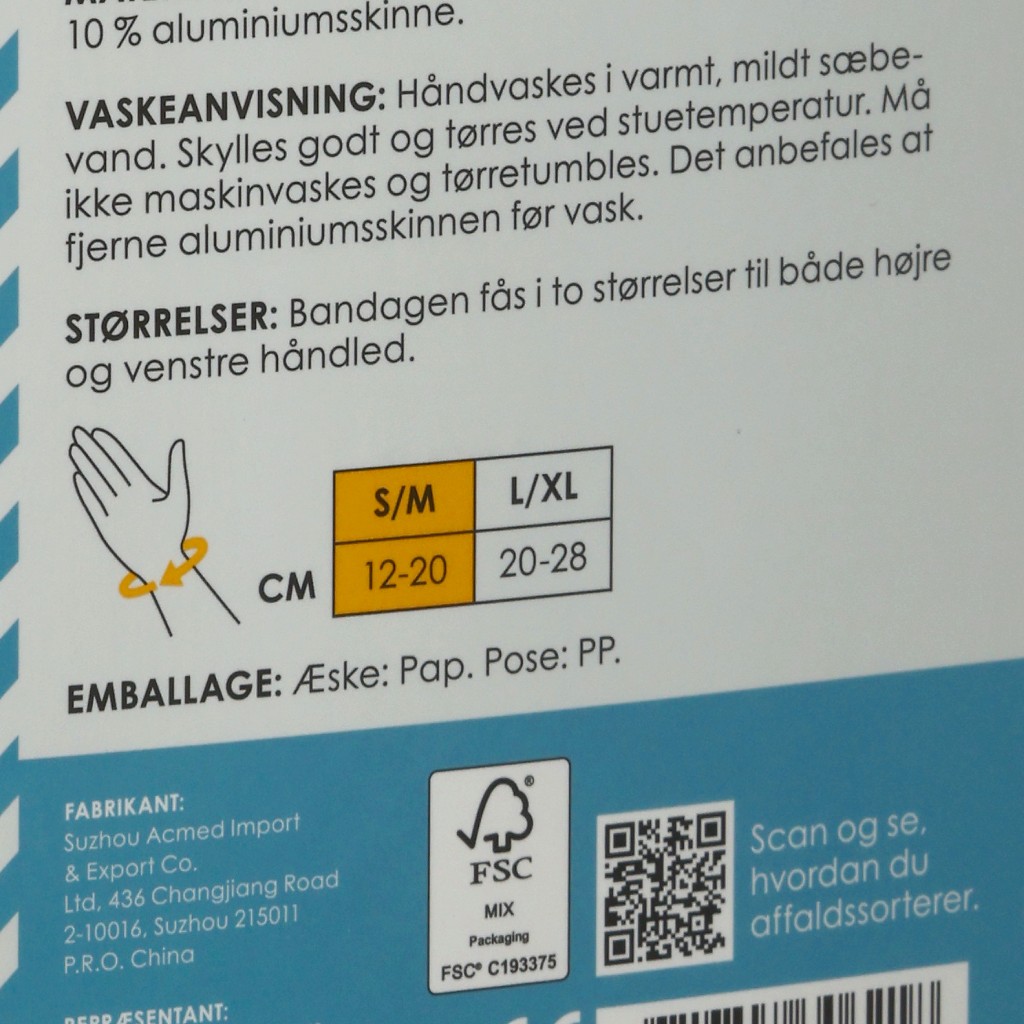 10 % aluminiumsskinne.
VASKEANVISNING: Håndvaskes i varmt, mildt sæbe-
vand. Skylles godt og tørres ved stuetemperatur. Må
ikke maskinvaskes og tørretumbles. Det anbefales at
fjerne aluminiumsskinnen før vask.
STØRRELSER: Bandagen fås i to størrelser til både højre
og venstre håndled.
S/M L/XL
CM 12-20 20-28
EMBALLAGE: Æske: Pap. Pose: PP.
FABRIKANT:
Suzhou Acmed Import
& Export Co.
Ltd, 436 Changjiang Road
2-10016, Suzhou 215011
P.R.O. China
REPRÆSENTANT:
®
FSC
MIX
Packaging
FSC® C193375
Scan og se,
hvordan du
affaldssorterer.